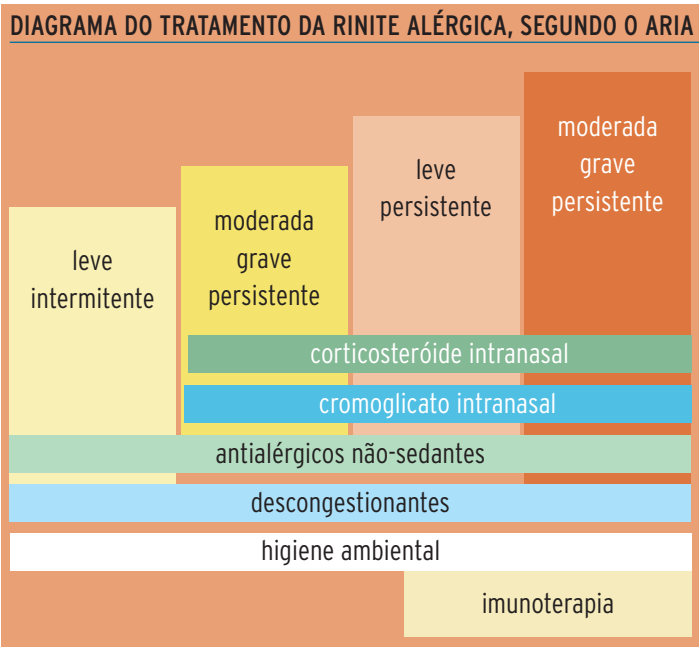 DIAGRAMA DO TRATAMENTO DA RINITE ALÉRGICA, SEGUNDO O ARIA
leve
intermitente
moderada
grave
persistente
leve
persistente
moderada
grave
persistente
corticosteróide intranasal
cromoglicato intranasal
antialérgicos não-sedantes
descongestionantes
higiene ambiental
imunoterapia